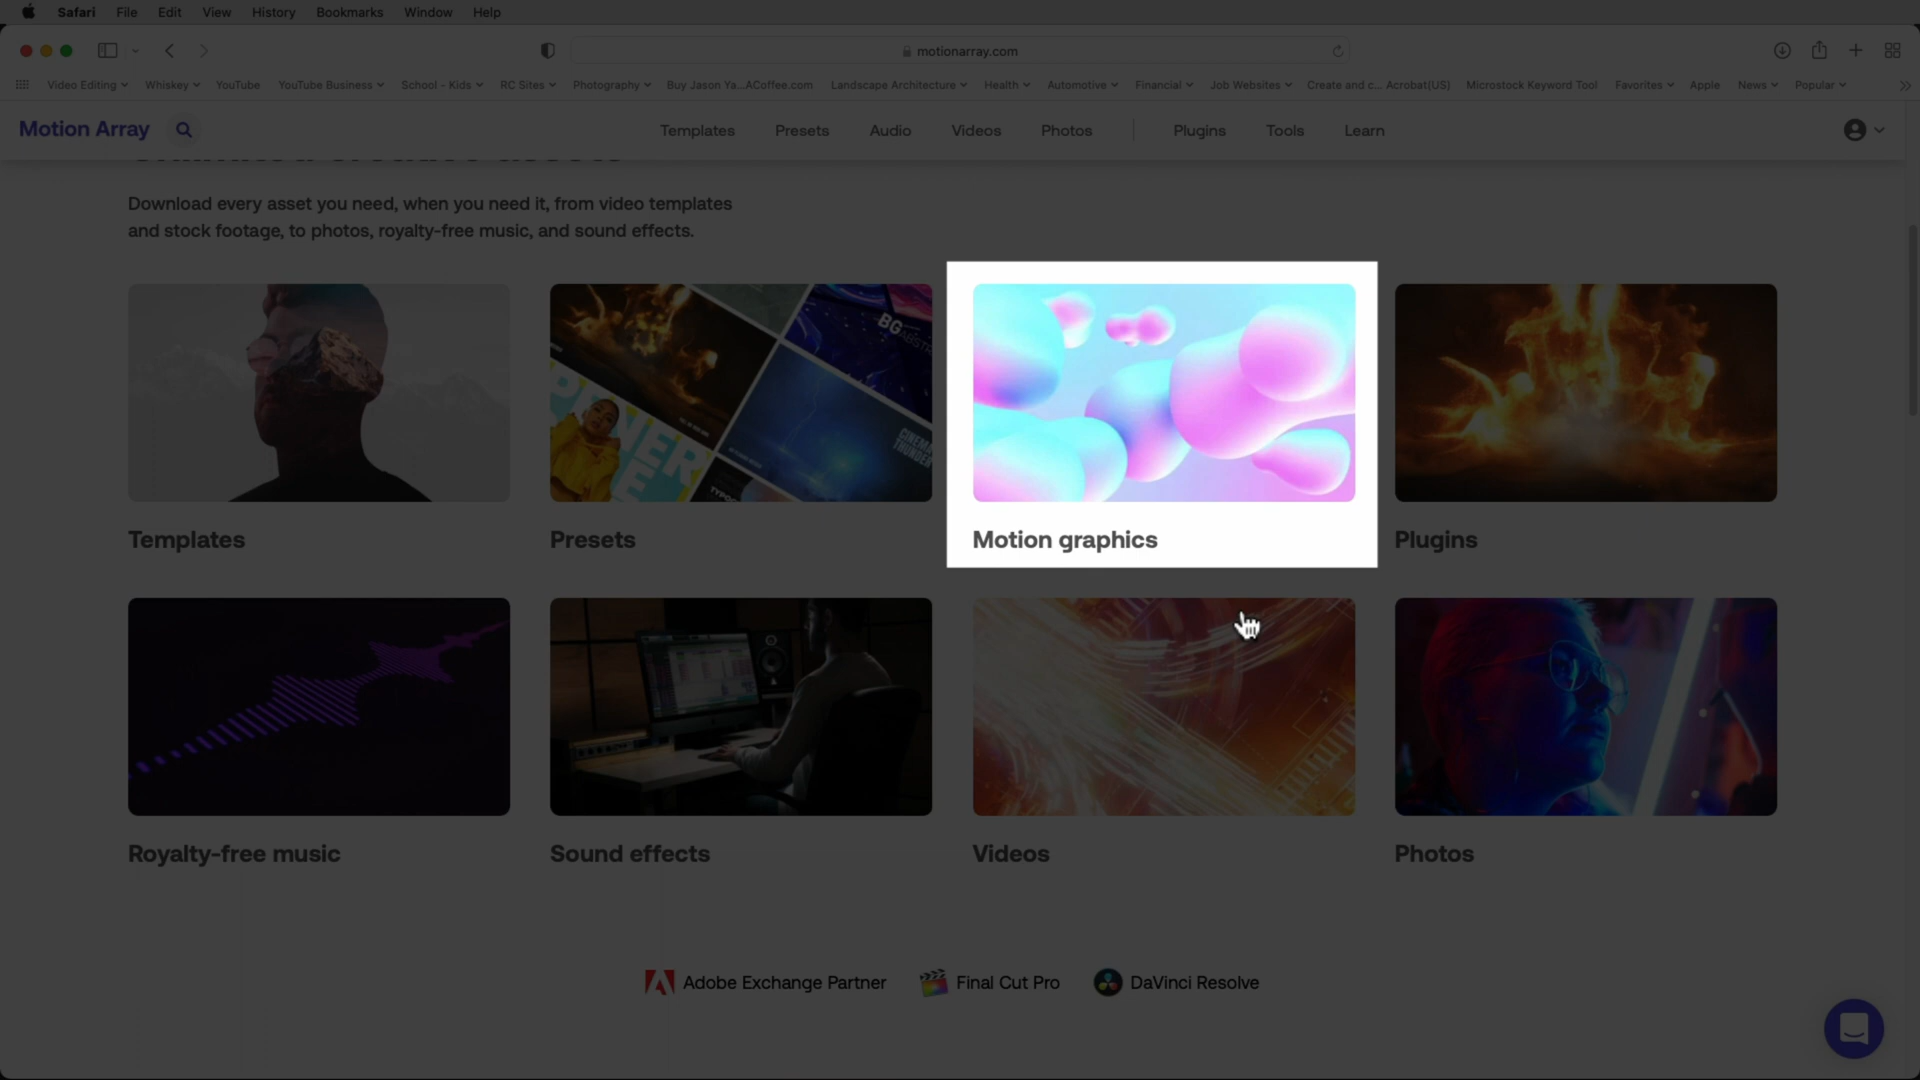 Safari File Edit View History Bookmarks Window Help
motionarray.com
Video Editing Whiskey YouTube YouTube Business School - Kids RC Sites Photography Buy Jason Ya...ACoffee.com Landscape Architecture Health Automotive Financial Job Websites Create and c... Acrobat(US) Microstock Keyword Tool Favorites Apple News Popular
Motion Array Templates Presets Audio Videos Photos Plugins Tools Learn
Download every asset you need, when you need it, from video templates
and stock footage, to photos, royalty-free music, and sound effects.
BG
CINEMA
THUNDER
Templates Presets Motion graphics Plugins
Royalty-free music Sound effects Videos Photos
Adobe Exchange Partner Final Cut Pro DaVinci Resolve